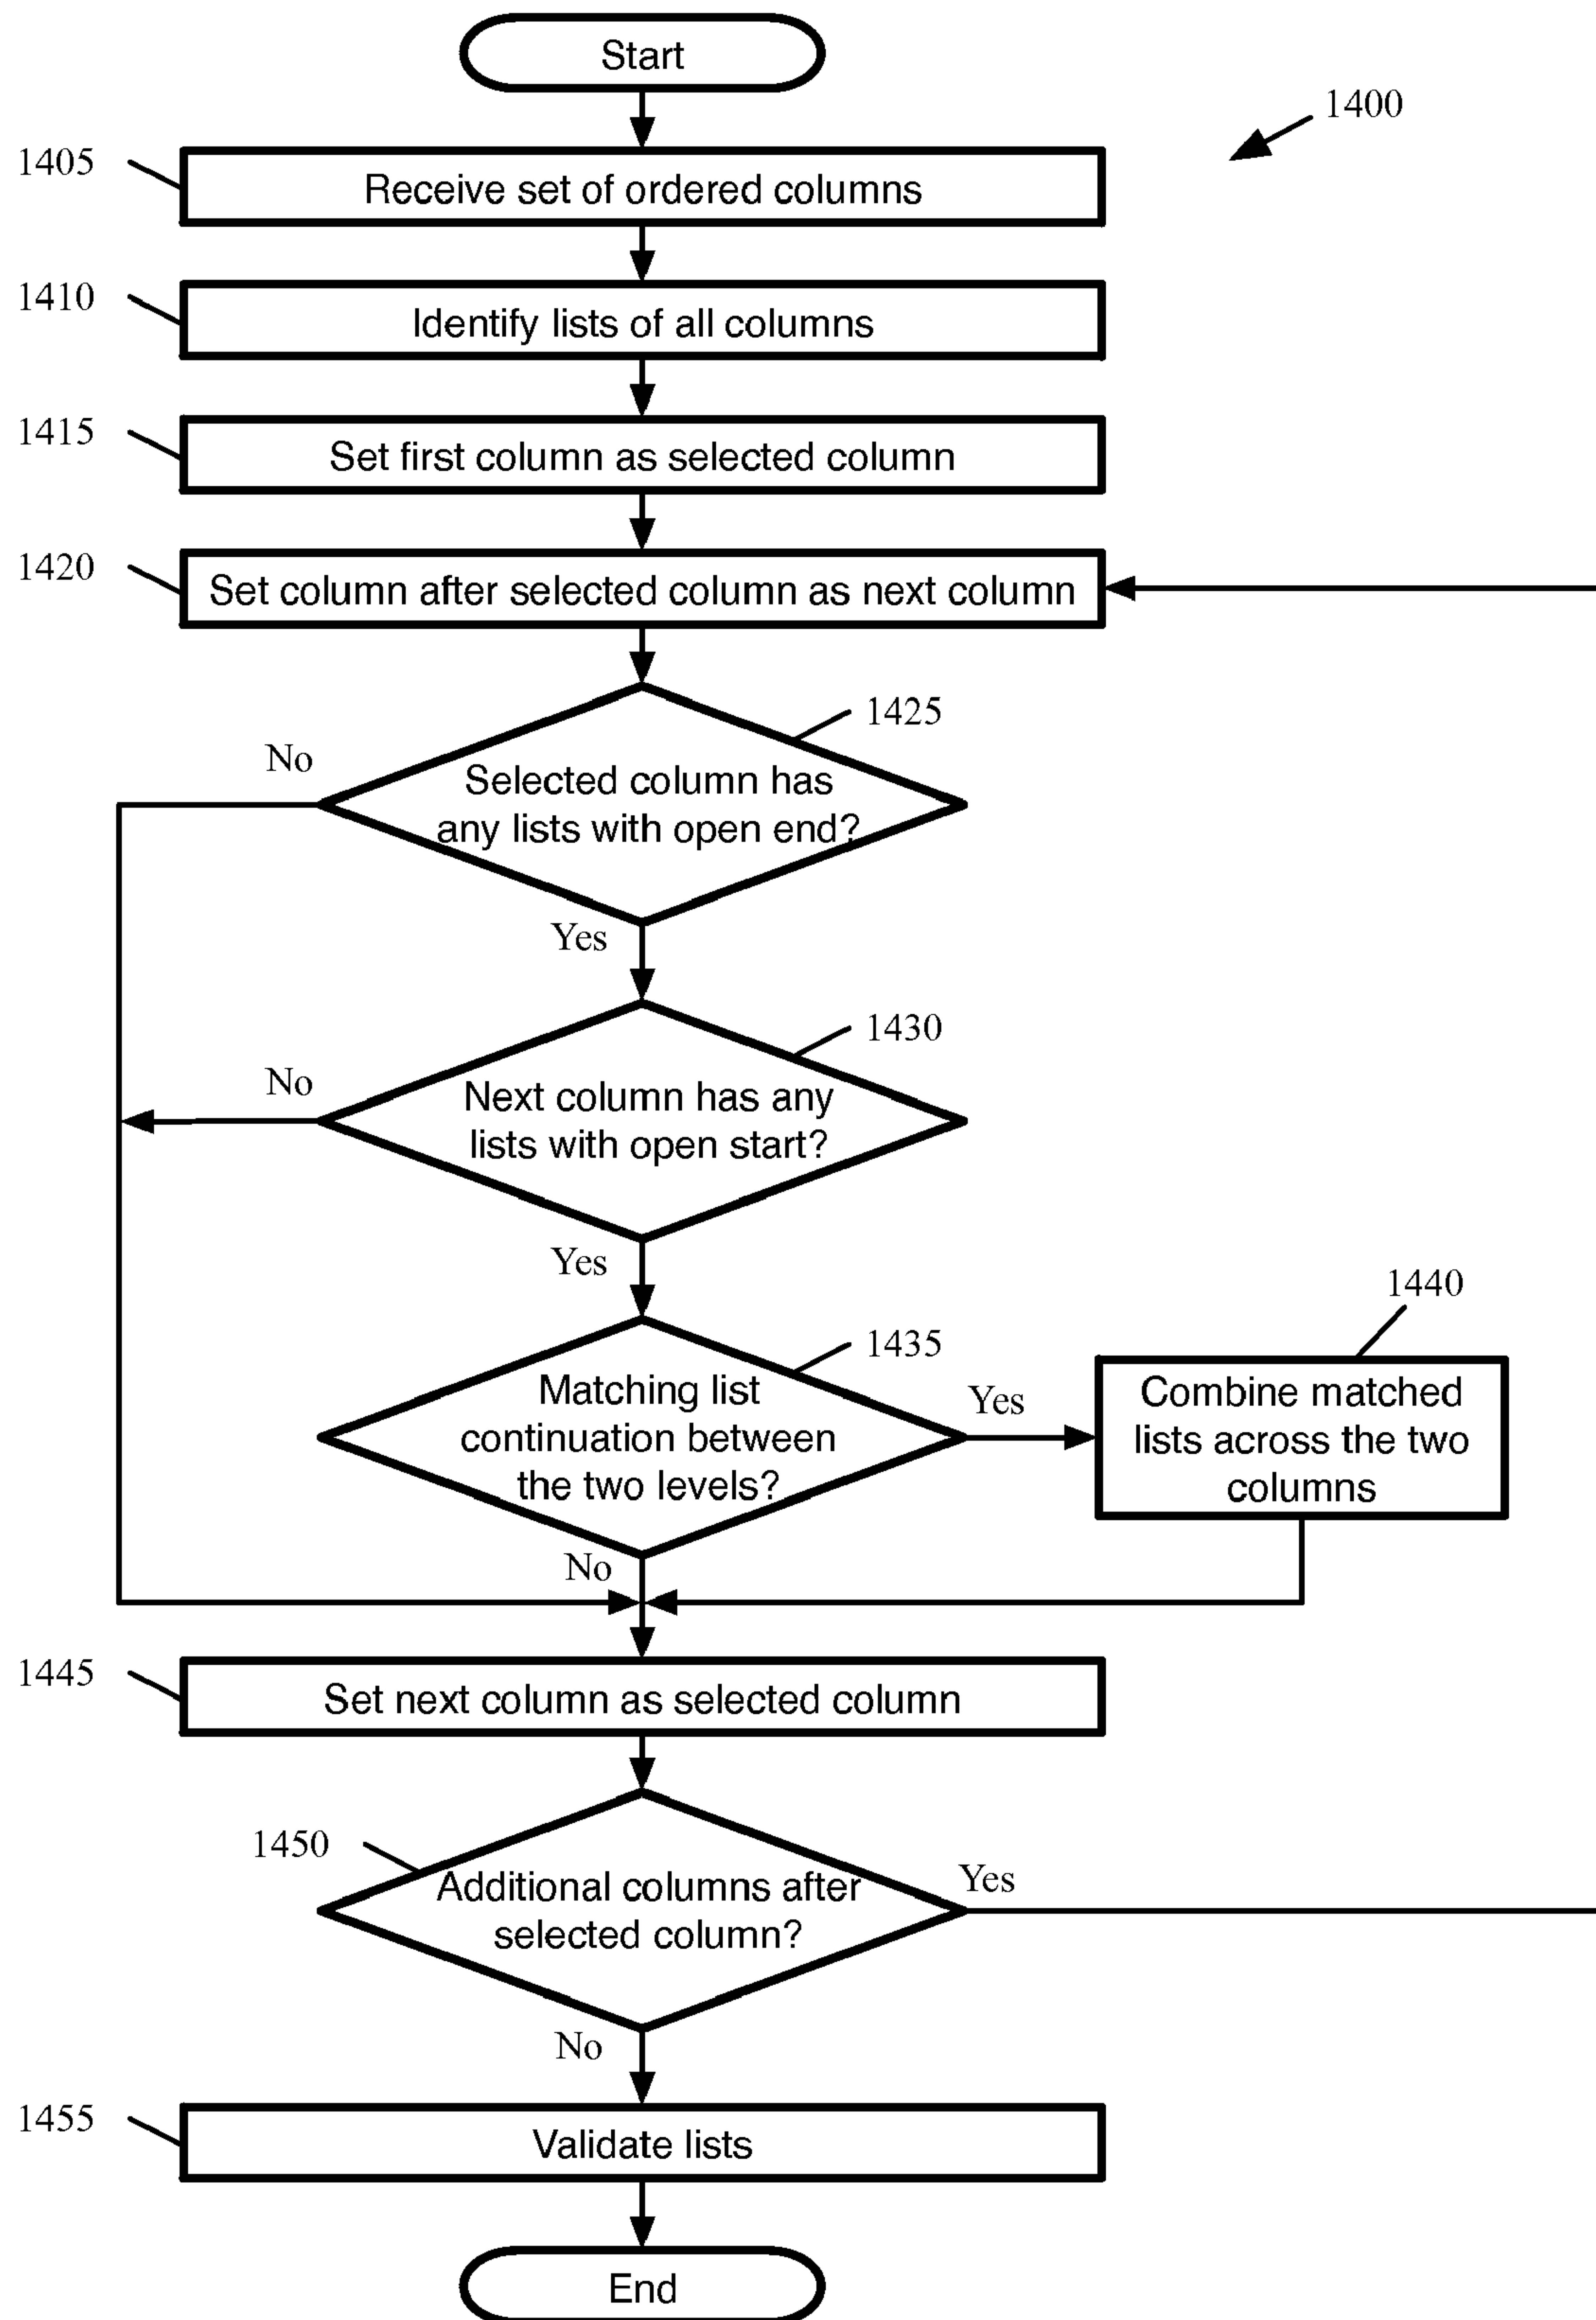 Start
1400
1405
Receive set of ordered columns
1410
Identify lists of all columns
1415
Set first column as selected column
1420
Set column after selected column as next column
1425
No
Selected column has
any lists with open end?
Yes
1430
No
Next column has any
lists with open start?
Yes
1435
Matching list
continuation between
the two levels?
Yes
1440
Combine matched
lists across the two
columns
No
1445
Set next column as selected column
1450
Additional columns after
selected column?
Yes
No
1455
Validate lists
End